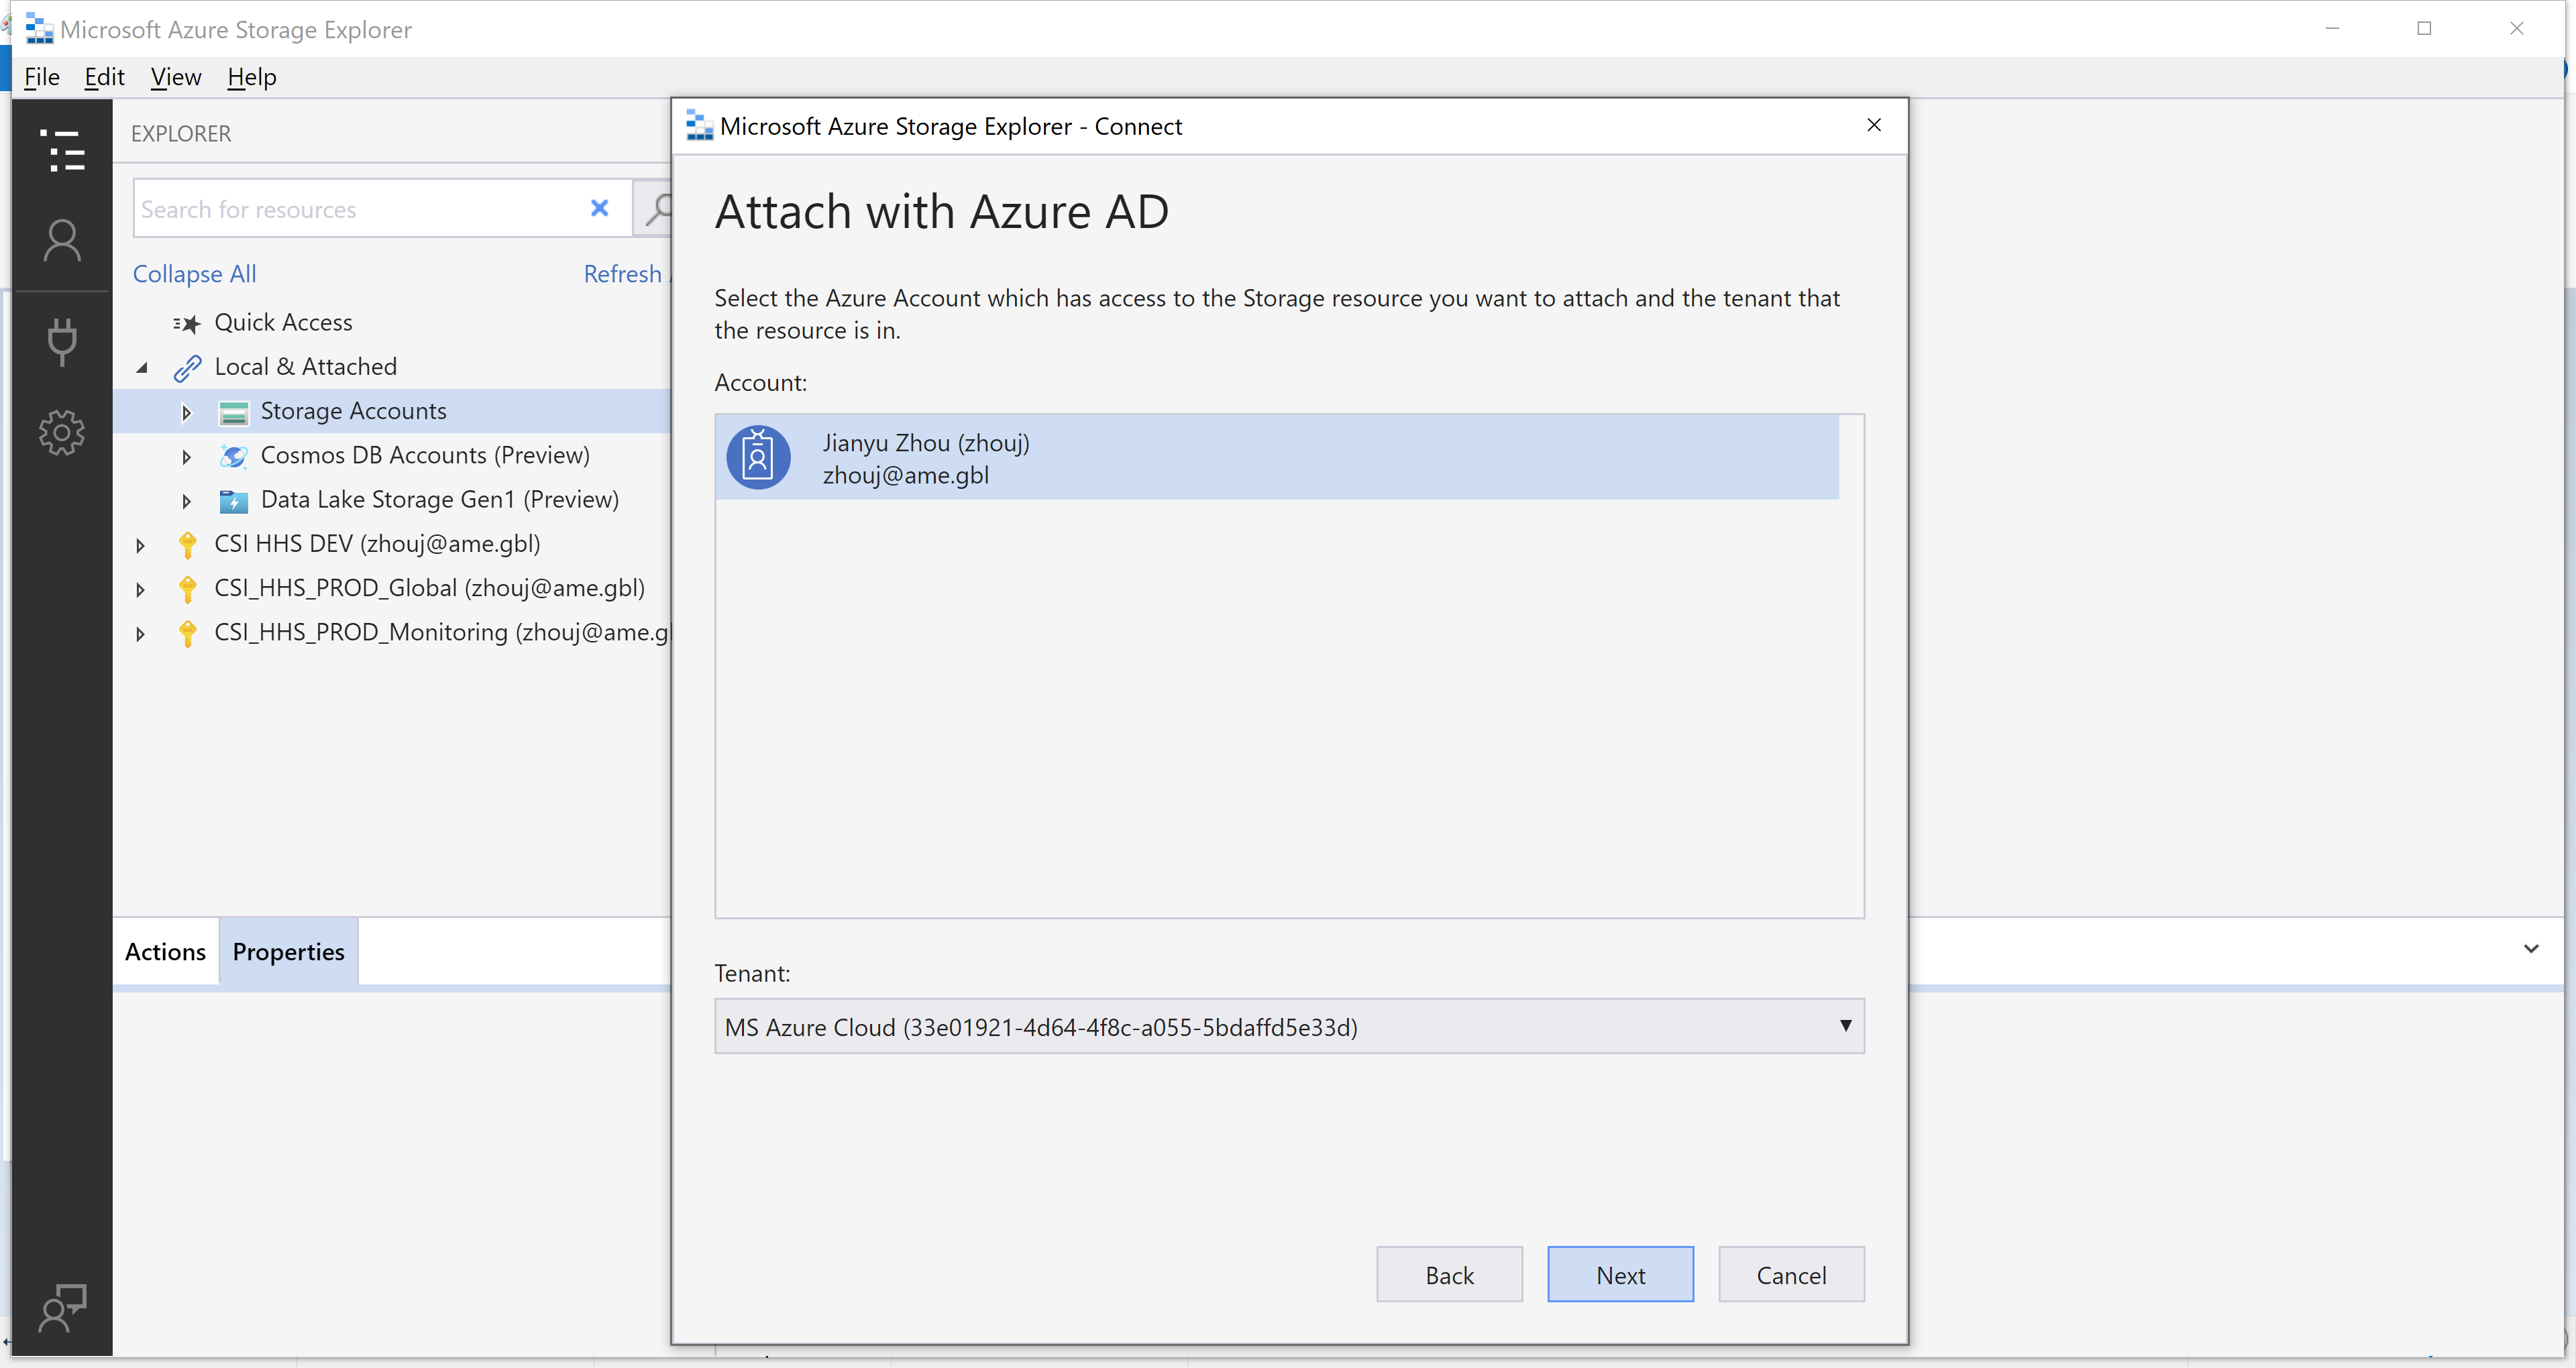 Microsoft Azure Storage Explorer
File Edit View Help
EXPLORER
Search for resources
Collapse All
Refresh
Quick Access
Local & Attached
Storage Accounts
Cosmos DB Accounts (Preview)
Data Lake Storage Gen1 (Preview)
CSI HHS DEV (zhouj@ame.gbl)
CSI_HHS_PROD_Global (zhouj@ame.gbl)
CSI_HHS_PROD_Monitoring (zhouj@ame.g
Actions
Properties
Microsoft Azure Storage Explorer - Connect
Attach with Azure AD
Select the Azure Account which has access to the Storage resource you want to attach and the tenant that
the resource is in.
Account:
Jianyu Zhou (zhouj)
zhouj@ame.gbl
Tenant:
MS Azure Cloud (33e01921-4d64-4f8c-a055-5bdaffd5e33d)
Back
Next
Cancel